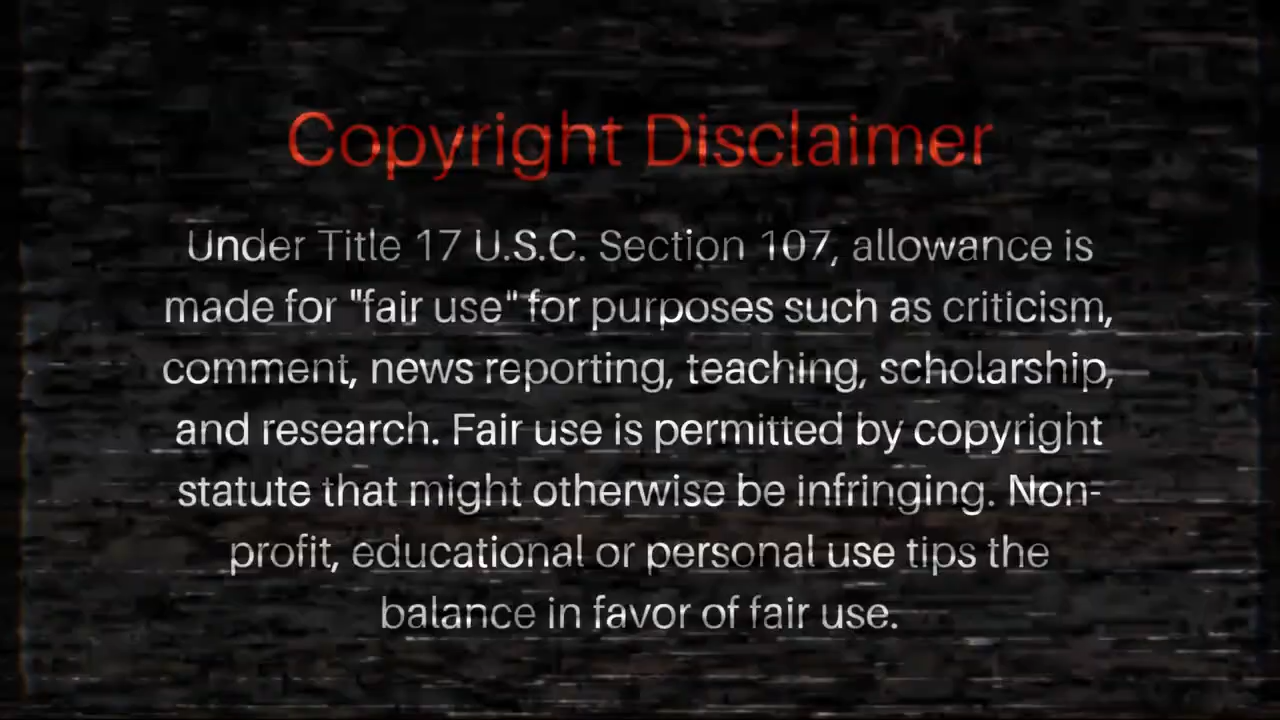 Copyright Disclaimer
Under Title 17 U.S.C. Section 107, allowance is
made for "fair use" for purposes such as criticism,
comment, news reporting, teaching, scholarship,
and research. Fair use is permitted by copyright
statute that might otherwise be infringing. Non-
profit, educational or personal use tips the
balance in favor of fair use.